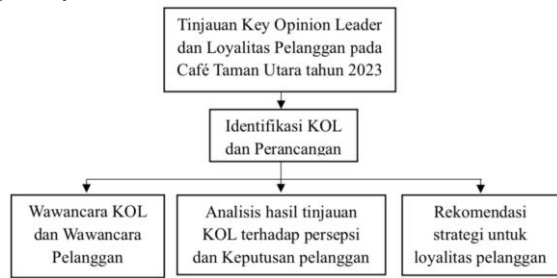 Tinjauan Key Opinion Leader
dan Loyalitas Pelanggan pada
Café Taman Utara tahun 2023
Identifikasi KOL
dan Perancangan
Wawancara KOL
dan Wawancara
Pelanggan
Analisis hasil tinjauan
KOL terhadap persepsi
dan Keputusan pelanggan
Rekomendasi
strategi untuk
loyalitas pelanggan